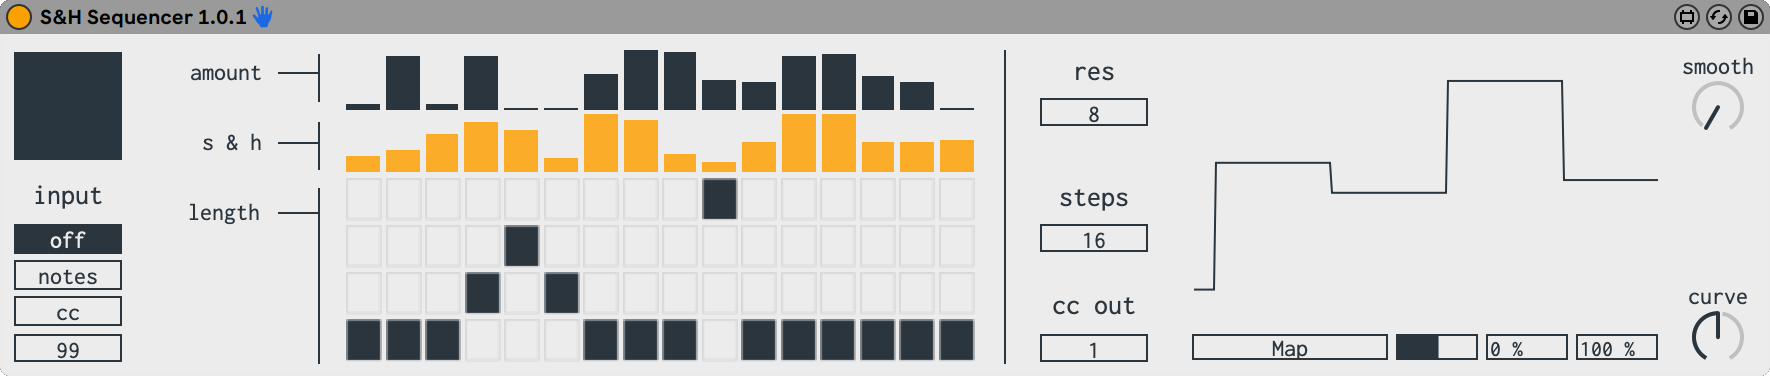 S&H Sequencer 1.0.1
input
off
notes
cc
99
amount
s & h
length
res
8
steps
16
cc out
1
Map
0 %
100 %
smooth
curve